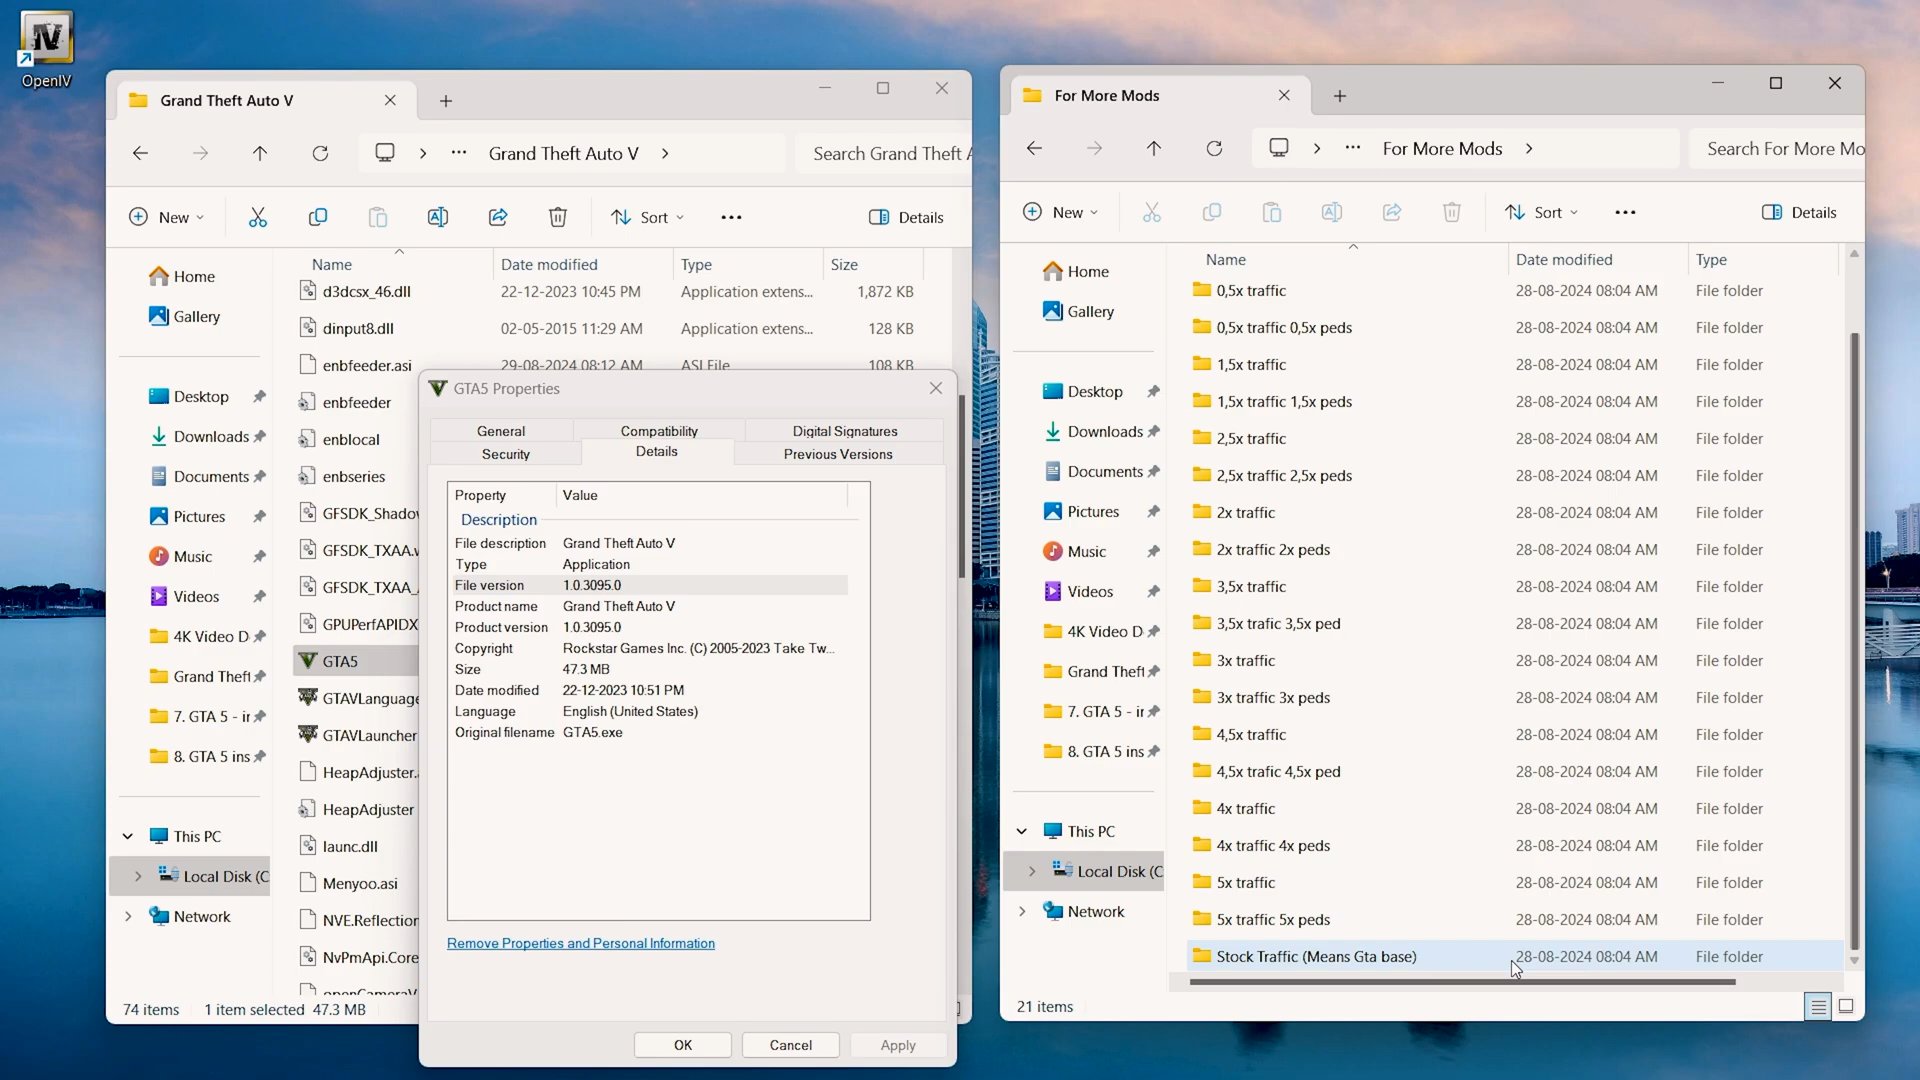 OpenIV
Grand Theft Auto V
Grand Theft Auto V
Search Grand Theft A
New
Sort
Details
Name
Date modified
Type
Size
Home
Gallery
Desktop
Downloads
Documents
Pictures
Music
Videos
4K Video D
Grand Theft
7. GTA 5 - ir
8. GTA 5 ins
This PC
Local Disk (C
Network
d3dcsx_46.dll 22-12-2023 10:45 PM Application extens... 1,872 KB
dinput8.dll 02-05-2015 11:29 AM Application extens... 128 KB
enbfeeder.asi 29-08-2024 08:12 AM ASI File 108 KB
enbfeeder
enblocal
enbseries
GFSDK_Shadov
GFSDK_TXAA.w
GFSDK_TXAA_A
GPUPerfAPIDX
GTA5
GTAVLanguage
GTAVLauncher
HeapAdjuster.
HeapAdjuster
launc.dll
Menyoo.asi
NVE.Reflection
NvPmApi.Core
openCameraV
74 items 1 item selected 47.3 MB
GTA5 Properties
General Compatibility Digital Signatures
Security Details Previous Versions
Property Value
Description
File description Grand Theft Auto V
Type Application
File version 1.0.3095.0
Product name Grand Theft Auto V
Product version 1.0.3095.0
Copyright Rockstar Games Inc. (C) 2005-2023 Take Tw...
Size 47.3 MB
Date modified 22-12-2023 10:51 PM
Language English (United States)
Original filename GTA5.exe
Remove Properties and Personal Information
OK Cancel Apply
For More Mods
For More Mods
Search For More Mo
New
Sort
Details
Name
Date modified
Type
Home
Gallery
Desktop
Downloads
Documents
Pictures
Music
Videos
4K Video D
Grand Theft
7. GTA 5 - ir
8. GTA 5 ins
This PC
Local Disk (C
Network
0,5x traffic 28-08-2024 08:04 AM File folder
0,5x traffic 0,5x peds 28-08-2024 08:04 AM File folder
1,5x traffic 28-08-2024 08:04 AM File folder
1,5x traffic 1,5x peds 28-08-2024 08:04 AM File folder
2,5x traffic 28-08-2024 08:04 AM File folder
2,5x traffic 2,5x peds 28-08-2024 08:04 AM File folder
2x traffic 28-08-2024 08:04 AM File folder
2x traffic 2x peds 28-08-2024 08:04 AM File folder
3,5x traffic 28-08-2024 08:04 AM File folder
3,5x trafic 3,5x ped 28-08-2024 08:04 AM File folder
3x traffic 28-08-2024 08:04 AM File folder
3x traffic 3x peds 28-08-2024 08:04 AM File folder
4,5x traffic 28-08-2024 08:04 AM File folder
4,5x trafic 4,5x ped 28-08-2024 08:04 AM File folder
4x traffic 28-08-2024 08:04 AM File folder
4x traffic 4x peds 28-08-2024 08:04 AM File folder
5x traffic 28-08-2024 08:04 AM File folder
5x traffic 5x peds 28-08-2024 08:04 AM File folder
Stock Traffic (Means Gta base) 28-08-2024 08:04 AM File folder
21 items